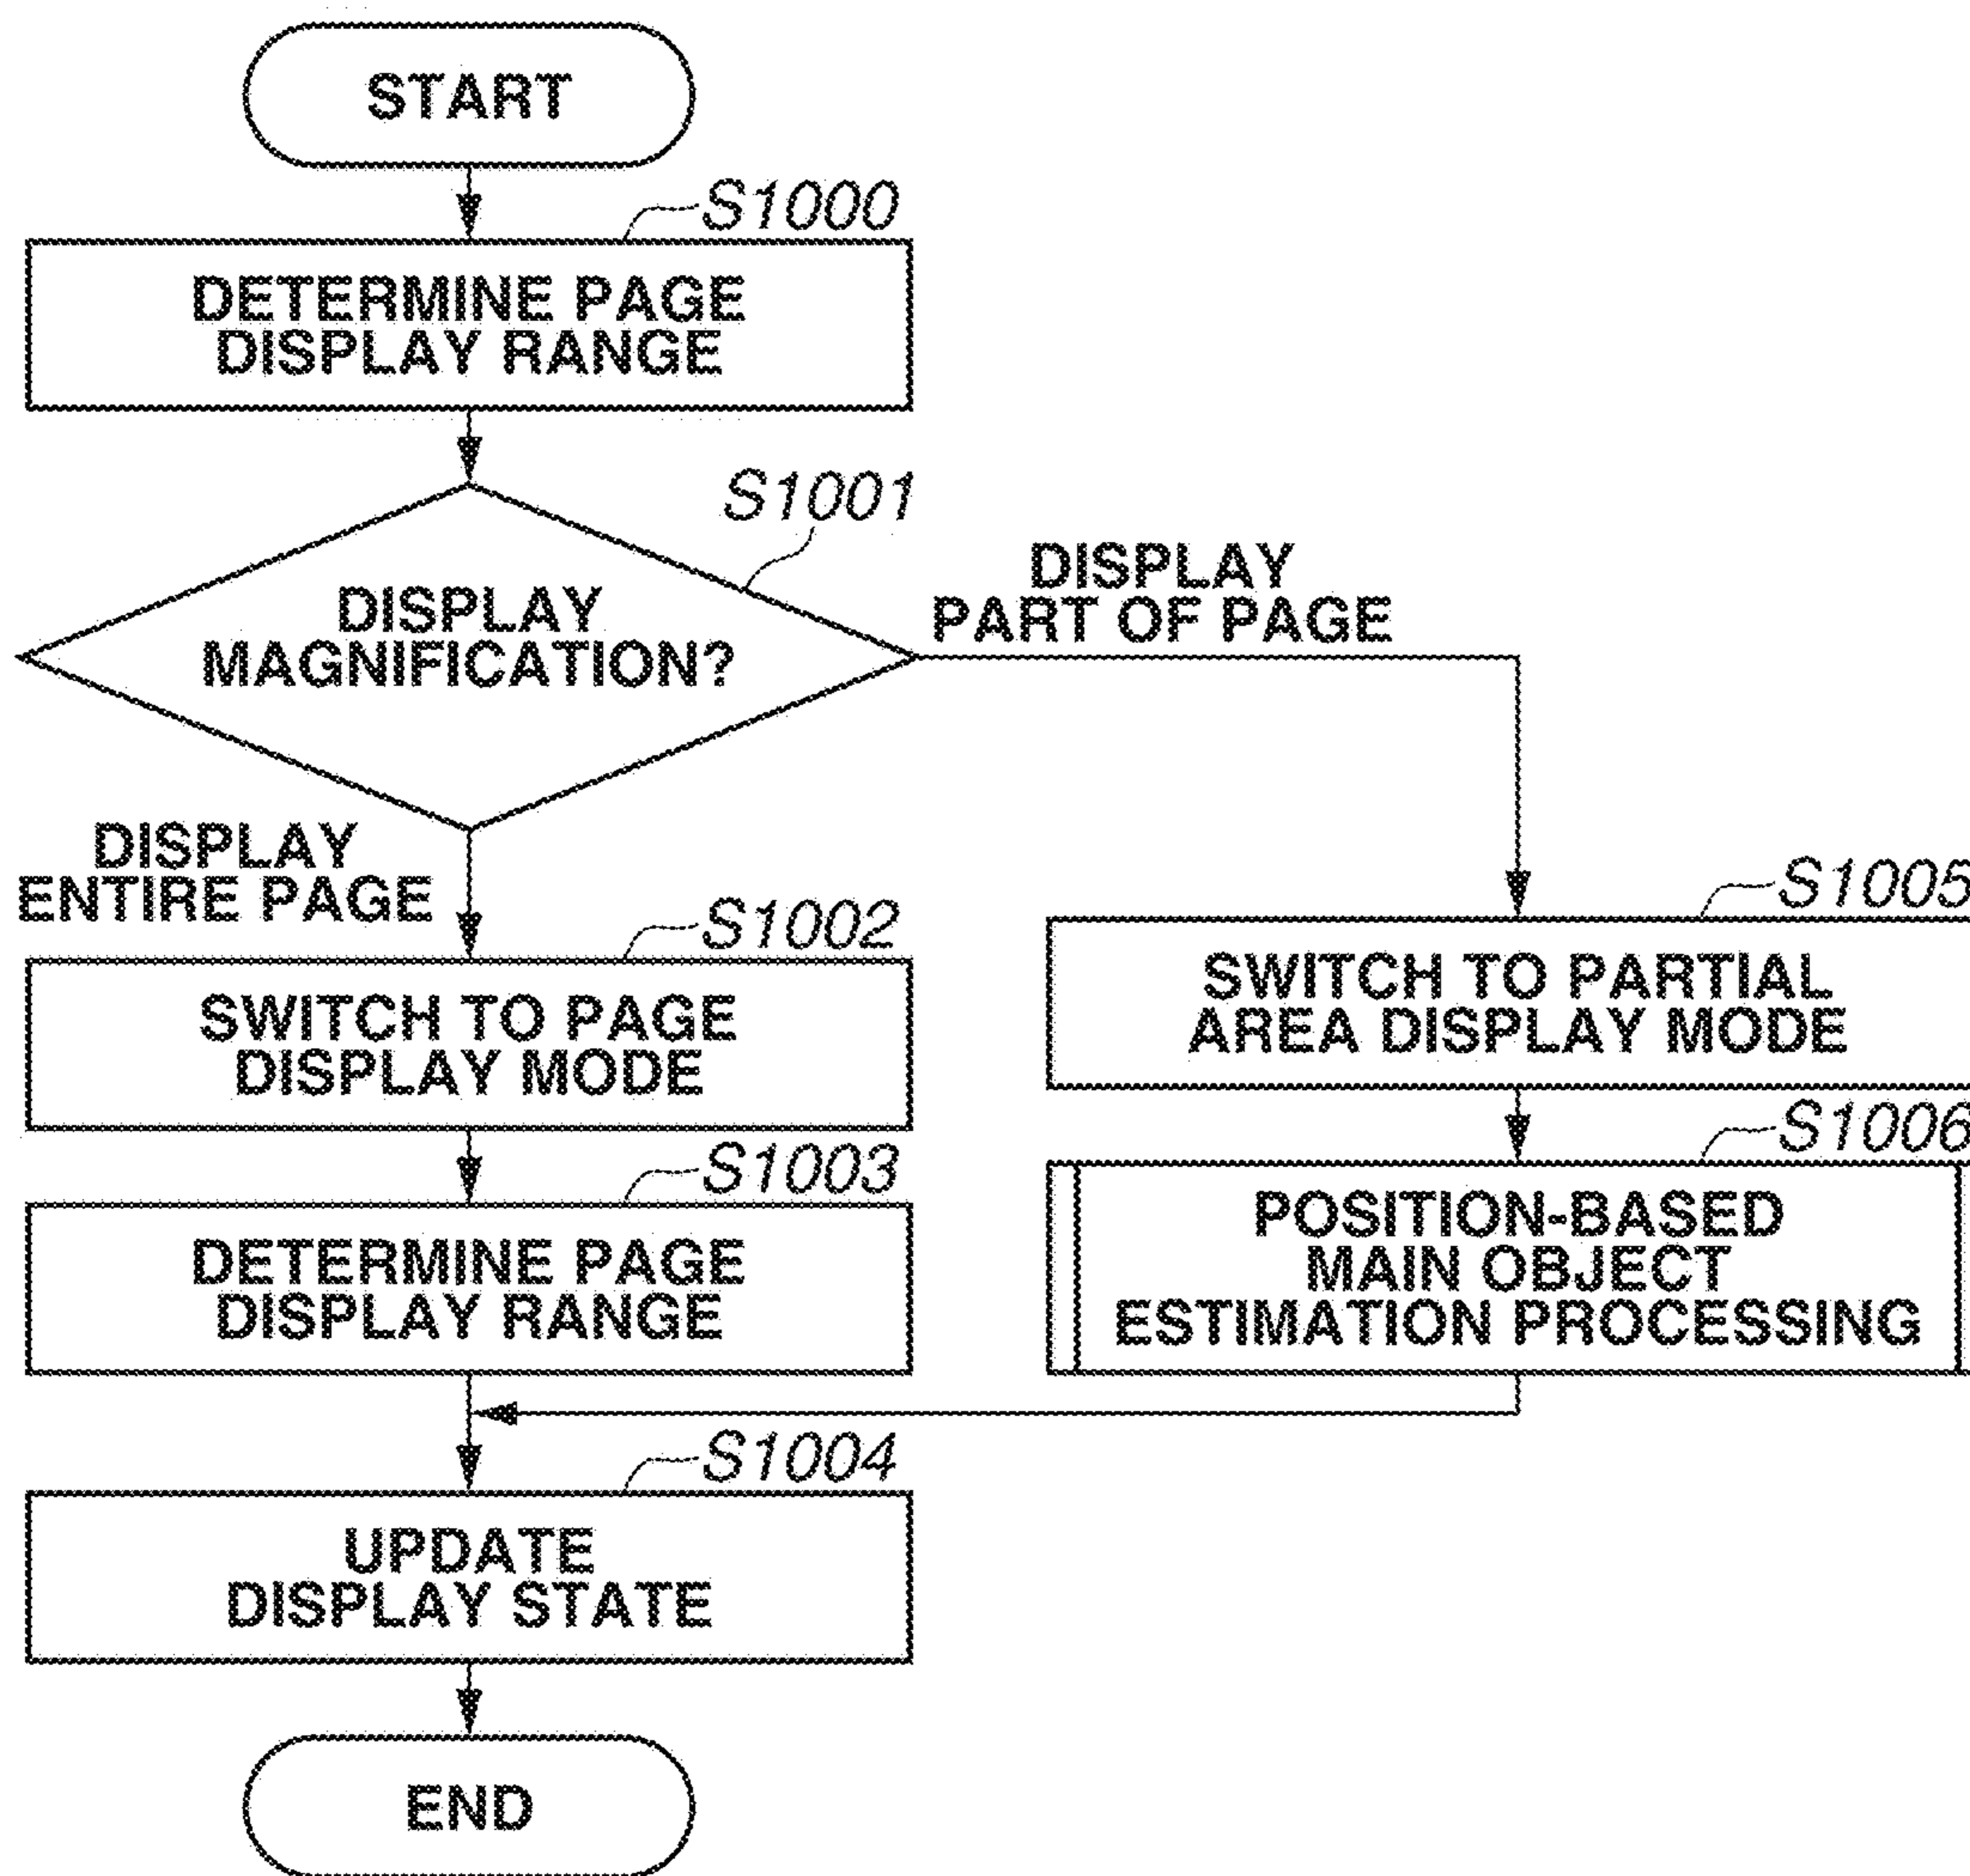 START
S1000
DETERMINE PAGE
DISPLAY RANGE
S1001
DISPLAY
MAGNIFICATION?
DISPLAY
PART OF PAGE
DISPLAY
ENTIRE PAGE
S1002
SWITCH TO PAGE
DISPLAY MODE
S1003
DETERMINE PAGE
DISPLAY RANGE
S1005
SWITCH TO PARTIAL
AREA DISPLAY MODE
S1006
POSITION-BASED
MAIN OBJECT
ESTIMATION PROCESSING
S1004
UPDATE
DISPLAY STATE
END